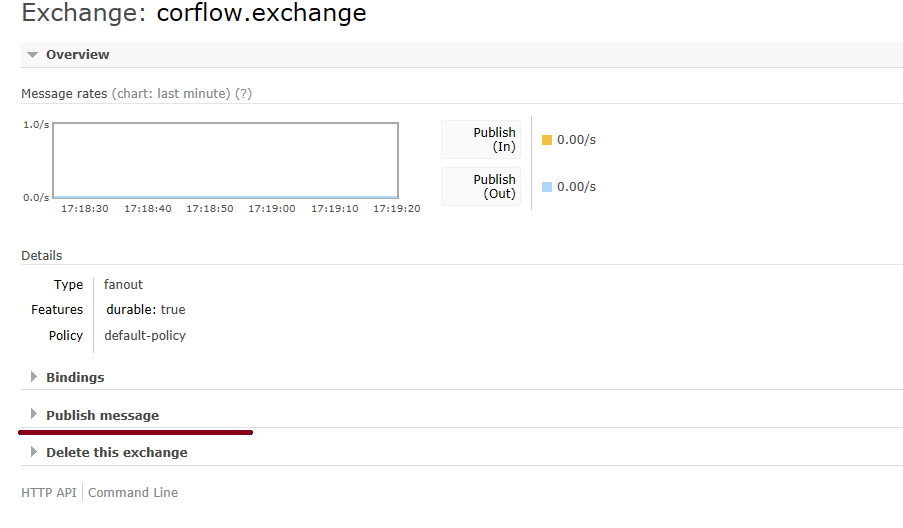 Exchange: corflow.exchange
Overview
Message rates (chart: last minute) (?)
1.0/s
0.0/s
17:18:30 17:18:40 17:18:50 17:19:00 17:19:10 17:19:20
Publish
(In)
0.00/s
Publish
(Out)
0.00/s
Details
Type fanout
Features durable: true
Policy default-policy
Bindings
Publish message
Delete this exchange
HTTP API Command Line